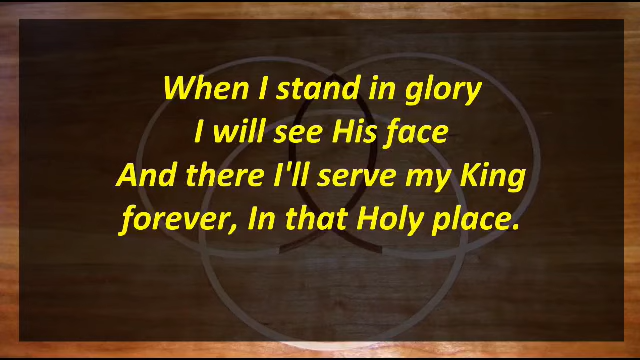 When I stand in glory
I will see His face
And there I'll serve my King
forever, In that Holy place.